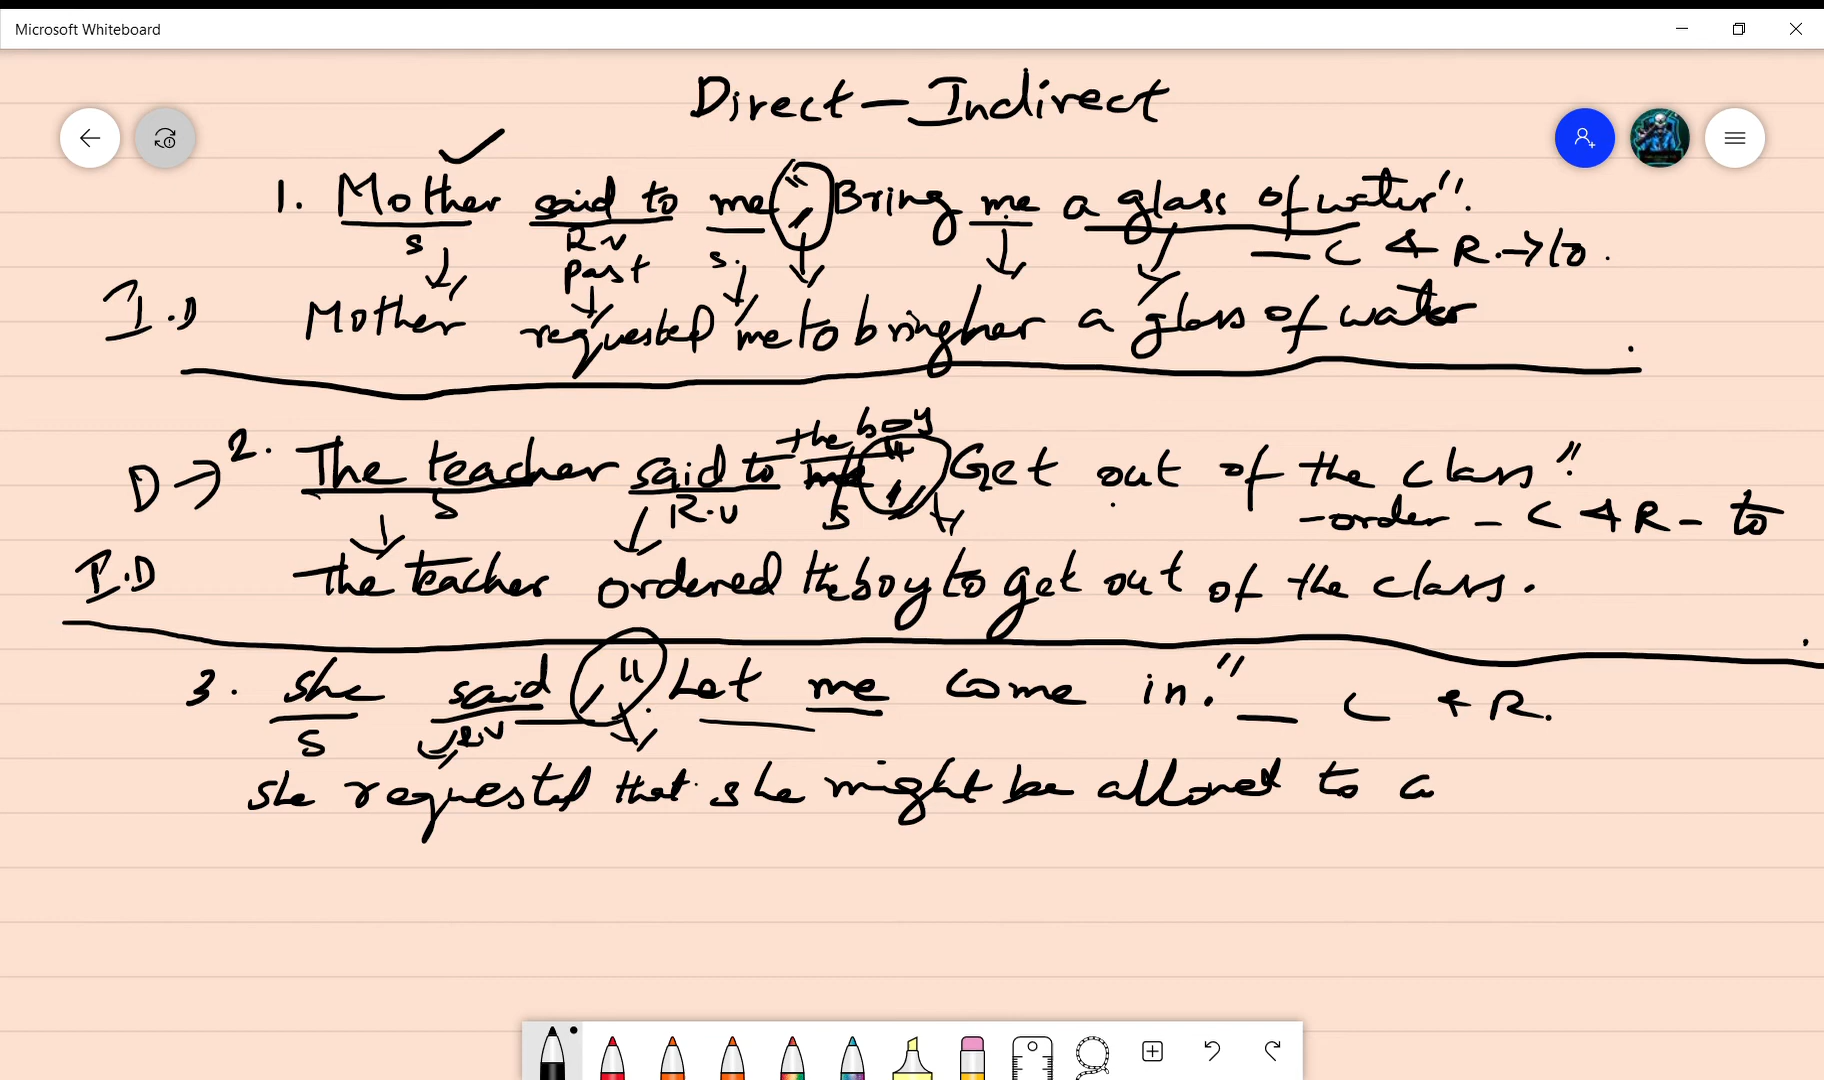 Microsoft Whiteboard
Direct - Indirect
1. Mother said to me, "Bring me a glass of water".
S R.V S. — C & R. → to.
past
I.D Mother requested me to bring her a glass of water.
the boy
D → 2. The teacher said to me, "Get out of the class".
S R.V S - order - C & R - to
I.D The teacher ordered the boy to get out of the class.
3. She said, "Let me come in." — C & R.
S RV
she requested that she might be allowed to a